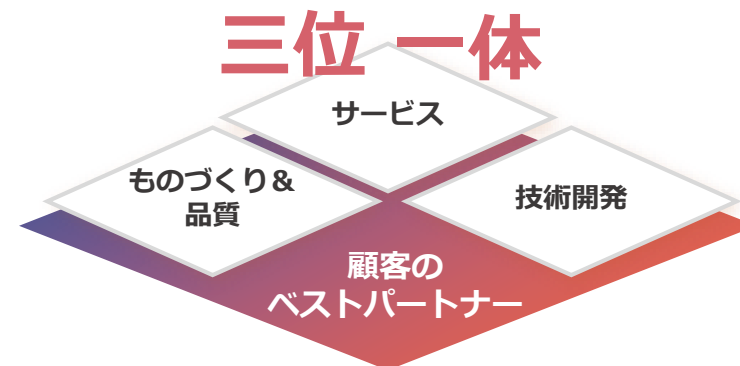 三位 一体
サービス
ものづくり＆
品質
技術開発
顧客の
ベストパートナー